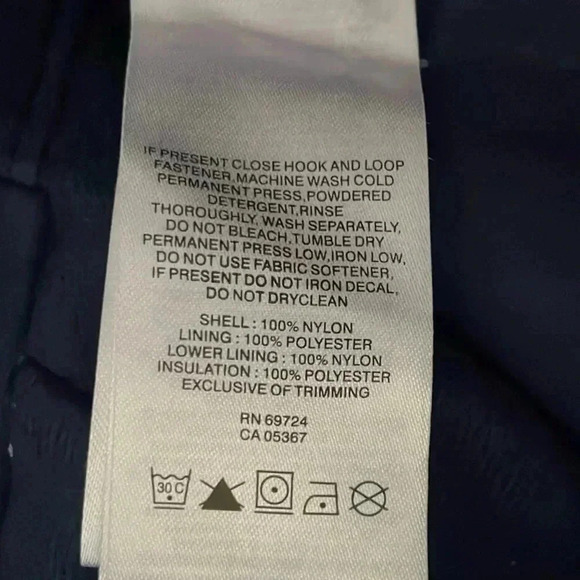 IF PRESENT CLOSE HOOK AND LOOP
FASTENER,MACHINE WASH COLD
PERMANENT PRESS,POWDERED
DETERGENT,RINSE
THOROUGHLY, WASH SEPARATELY,
DO NOT BLEACH,TUMBLE DRY
PERMANENT PRESS LOW,IRON LOW,
DO NOT USE FABRIC SOFTENER,
IF PRESENT DO NOT IRON DECAL,
DO NOT DRYCLEAN
SHELL : 100% NYLON
LINING : 100% POLYESTER
LOWER LINING : 100% NYLON
INSULATION : 100% POLYESTER
EXCLUSIVE OF TRIMMING
RN 69724
CA 05367
30 C